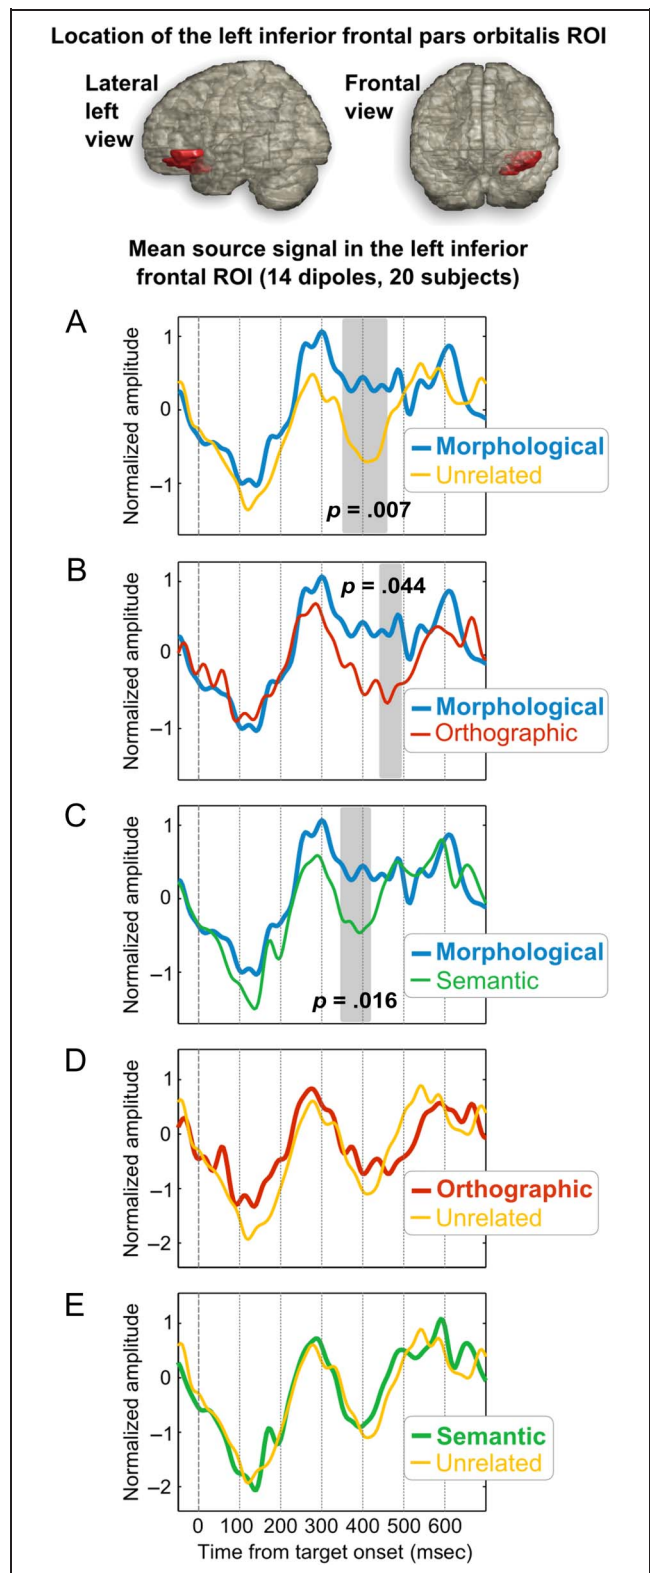 Location of the left inferior frontal pars orbitalis ROI
Lateral
left
view
Frontal
view
Mean source signal in the left inferior
frontal ROI (14 dipoles, 20 subjects)
A
Normalized amplitude
1
0
−1
Morphological
Unrelated
p = .007
B
Normalized amplitude
1
0
−1
p = .044
Morphological
Orthographic
C
Normalized amplitude
1
0
−1
Morphological
Semantic
p = .016
D
Normalized amplitude
1
0
−1
−2
Orthographic
Unrelated
E
Normalized amplitude
1
0
−1
−2
Semantic
Unrelated
0 100 200 300 400 500 600
Time from target onset (msec)